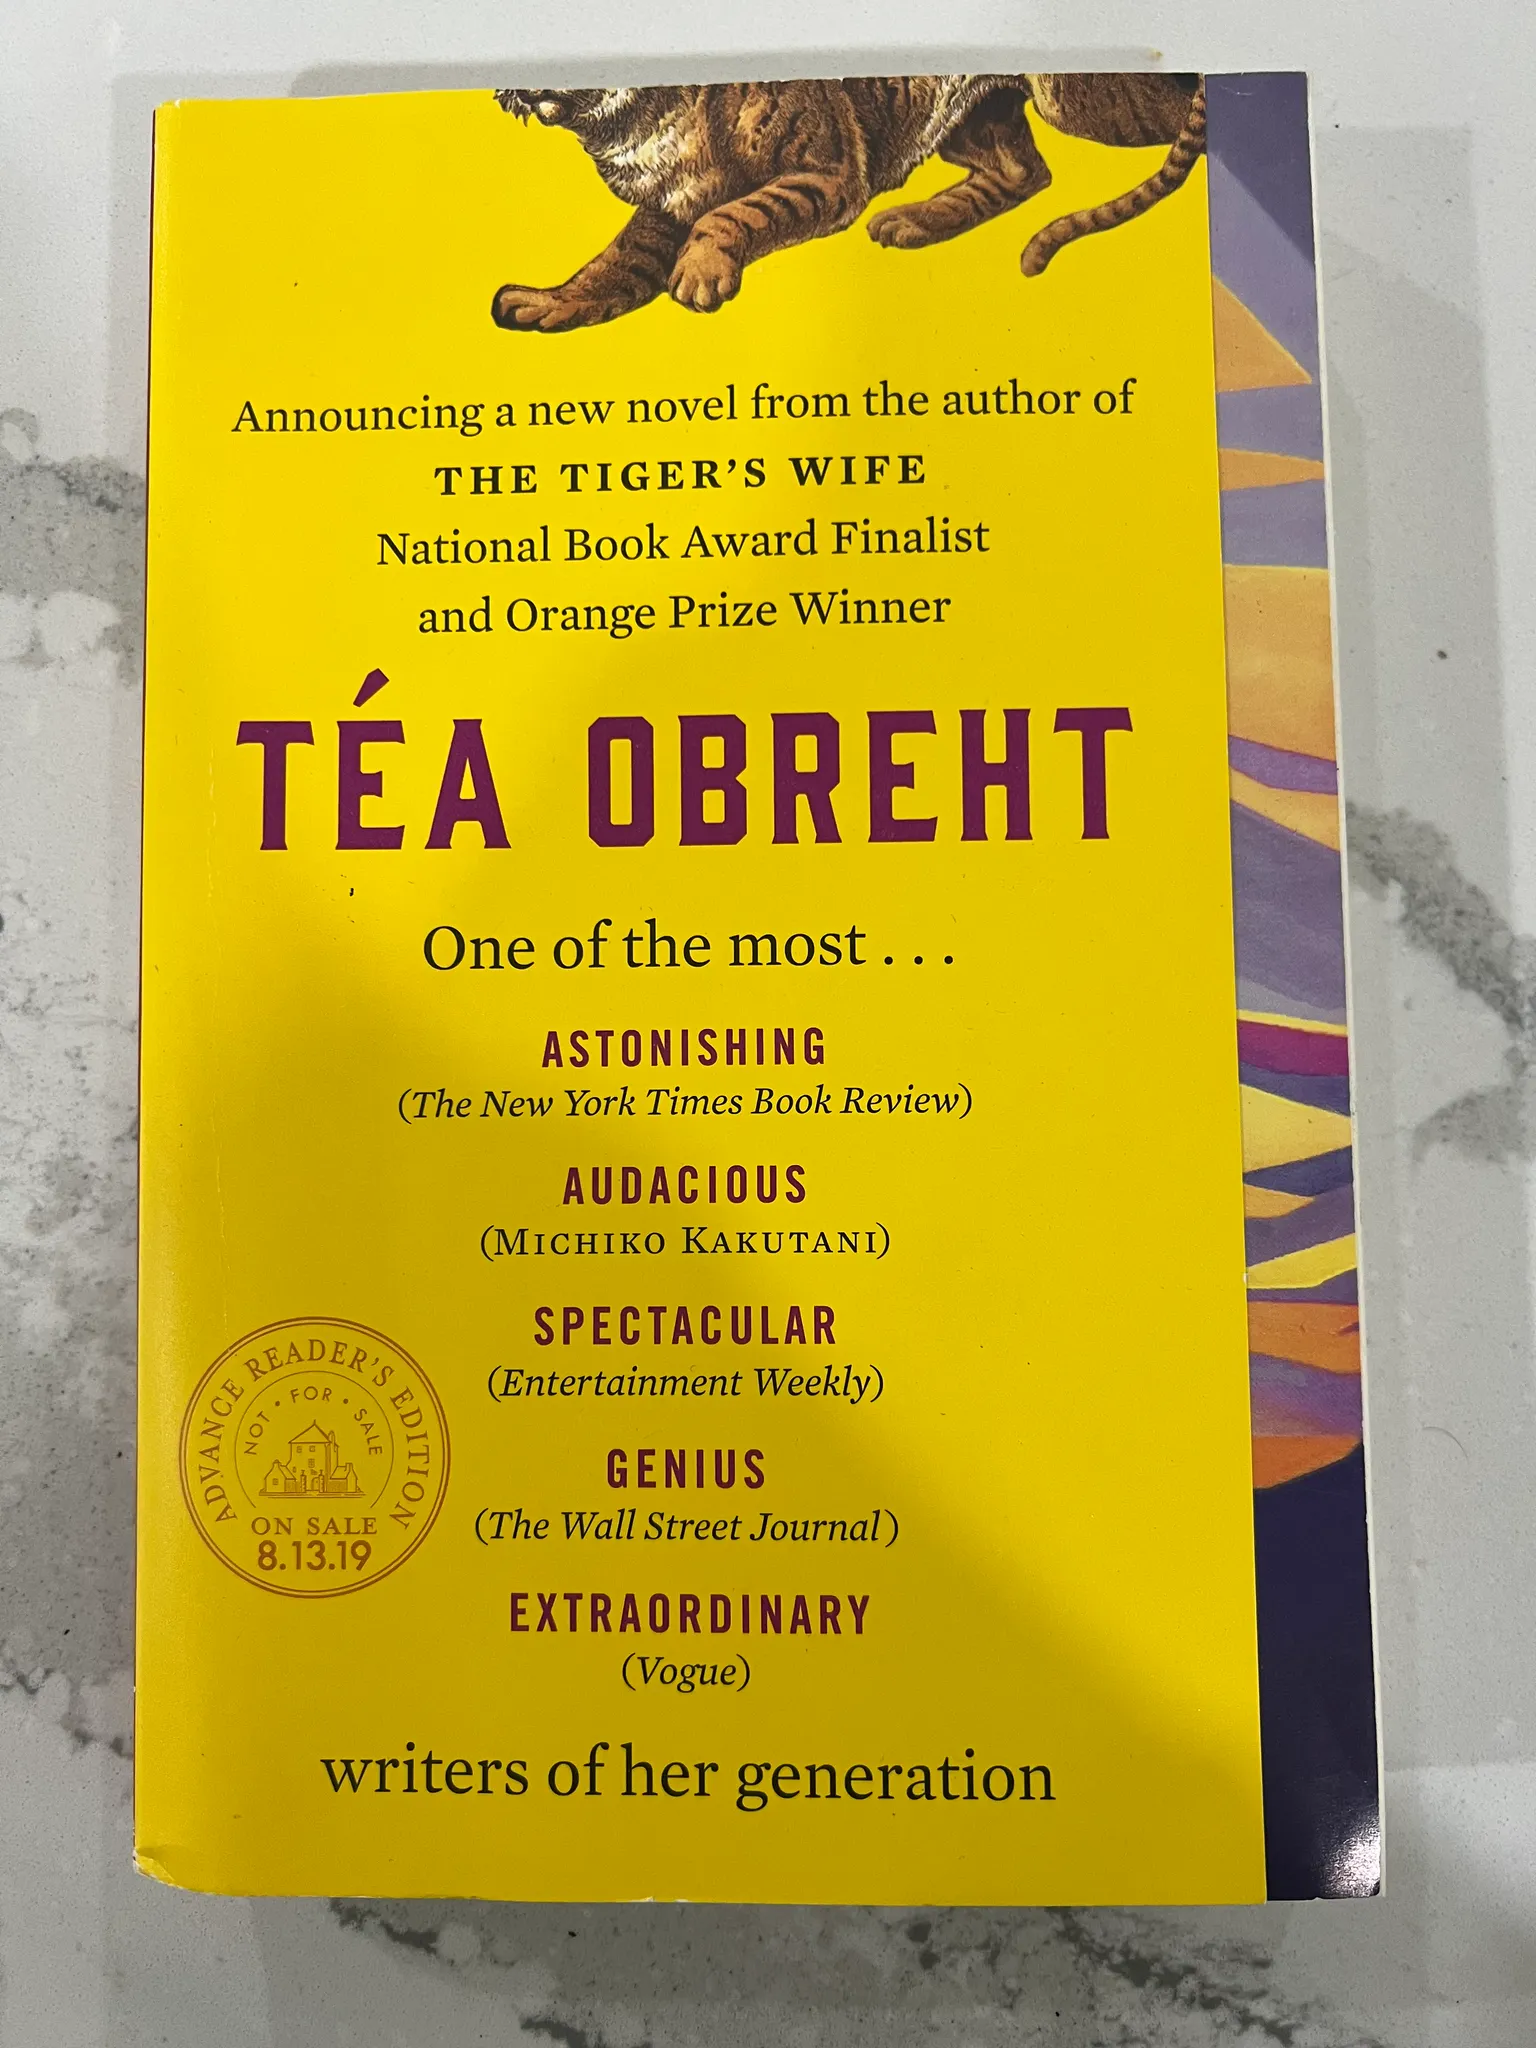 Announcing a new novel from the author of
THE TIGER'S WIFE
National Book Award Finalist
and Orange Prize Winner
TÉA OBREHT
One of the most . . .
ASTONISHING
(The New York Times Book Review)
AUDACIOUS
(MICHIKO KAKUTANI)
SPECTACULAR
(Entertainment Weekly)
GENIUS
(The Wall Street Journal)
EXTRAORDINARY
(Vogue)
writers of her generation
ADVANCE READER'S EDITION
NOT • FOR • SALE
ON SALE
8.13.19